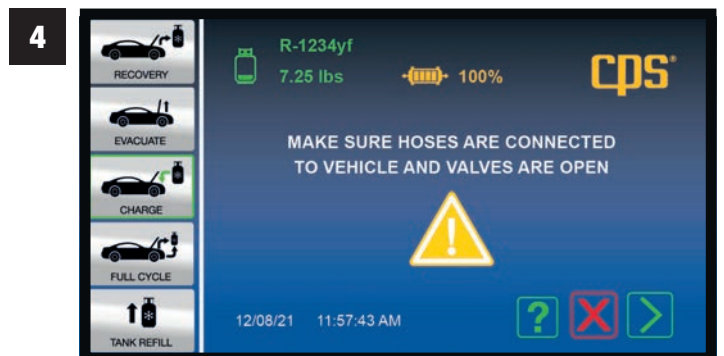 4
RECOVERY
EVACUATE
CHARGE
FULL CYCLE
TANK REFILL
R-1234yf
7.25 lbs
100%
CPS®
MAKE SURE HOSES ARE CONNECTED
TO VEHICLE AND VALVES ARE OPEN
!
12/08/21 11:57:43 AM
?